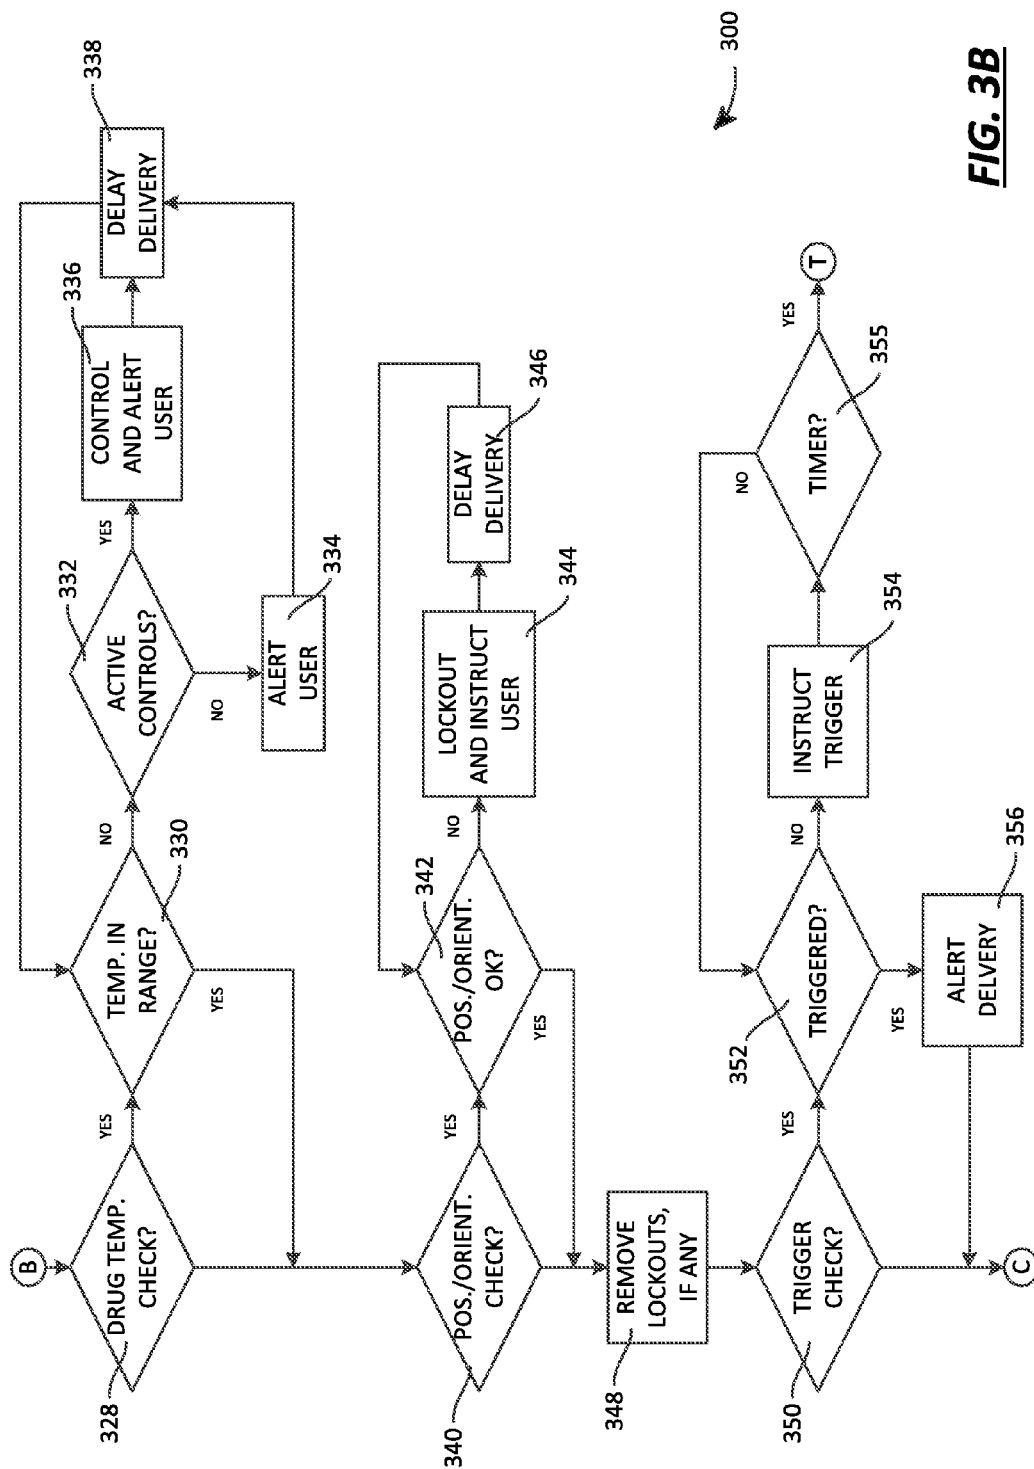 B
DRUG TEMP.
CHECK?
328
YES
TEMP. IN
RANGE?
330
YES
NO
ACTIVE
CONTROLS?
332
NO
YES
ALERT
USER
334
CONTROL
AND ALERT
USER
336
DELAY
DELIVERY
338
POS./ORIENT.
CHECK?
340
YES
POS./ORIENT.
OK?
342
YES
NO
LOCKOUT
AND INSTRUCT
USER
344
DELAY
DELIVERY
346
REMOVE
LOCKOUTS,
IF ANY
348
TRIGGER
CHECK?
350
YES
TRIGGERED?
352
YES
NO
INSTRUCT
TRIGGER
354
TIMER?
355
NO
YES
T
ALERT
DELVERY
356
C
300
FIG. 3B